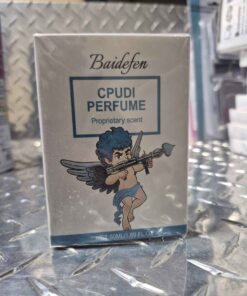 Baidefen
CPUDI
PERFUME
Proprietary scent